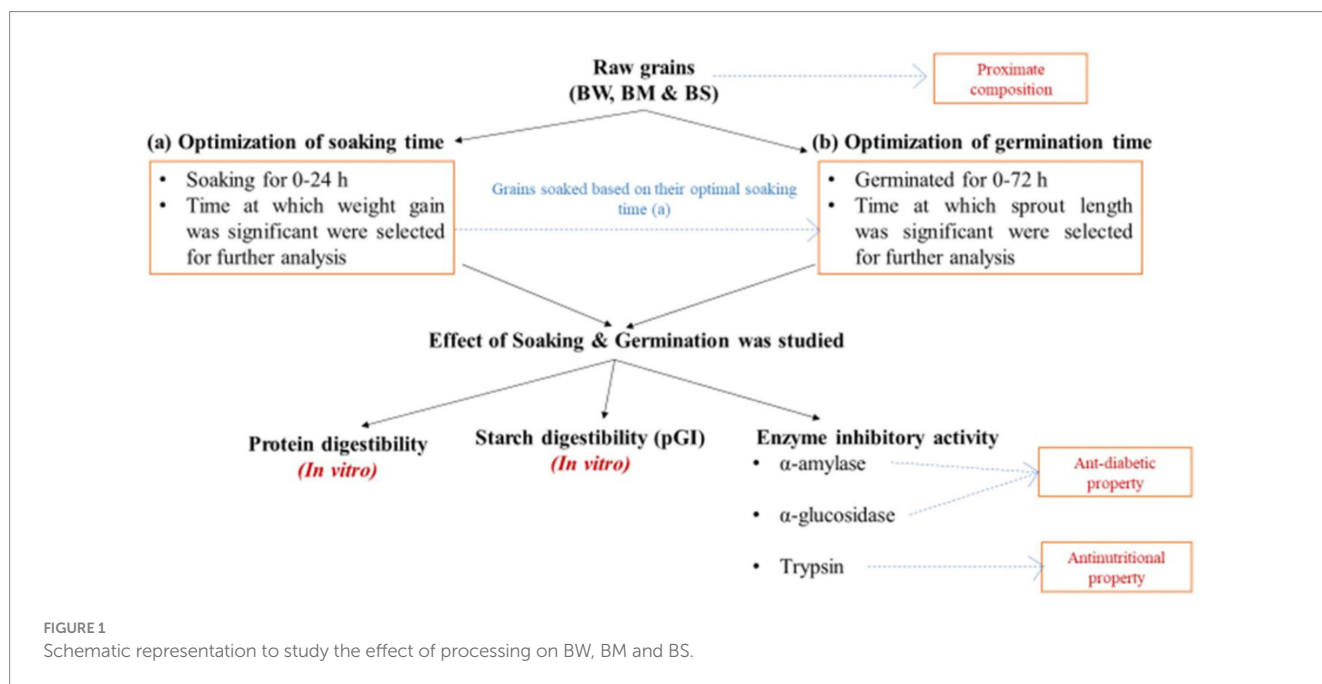 Raw grains
(BW, BM & BS)
Proximate
composition
(a) Optimization of soaking time
• Soaking for 0-24 h
• Time at which weight gain
was significant were selected
for further analysis
Grains soaked based on their optimal soaking
time (a)
(b) Optimization of germination time
• Germinated for 0-72 h
• Time at which sprout length
was significant were selected
for further analysis
Effect of Soaking & Germination was studied
Protein digestibility
(In vitro)
Starch digestibility (pGI)
(In vitro)
Enzyme inhibitory activity
• α-amylase
• α-glucosidase
• Trypsin
Ant-diabetic
property
Antinutritional
property
FIGURE 1
Schematic representation to study the effect of processing on BW, BM and BS.